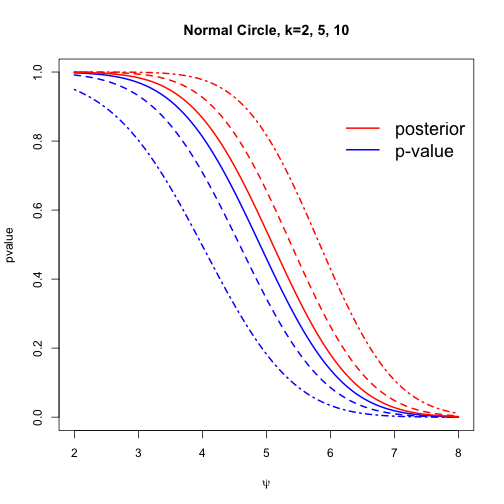 Normal Circle, k=2, 5, 10
pvalue
1.0
0.8
0.6
0.4
0.2
0.0
posterior
p-value
2 3 4 5 6 7 8
ψ